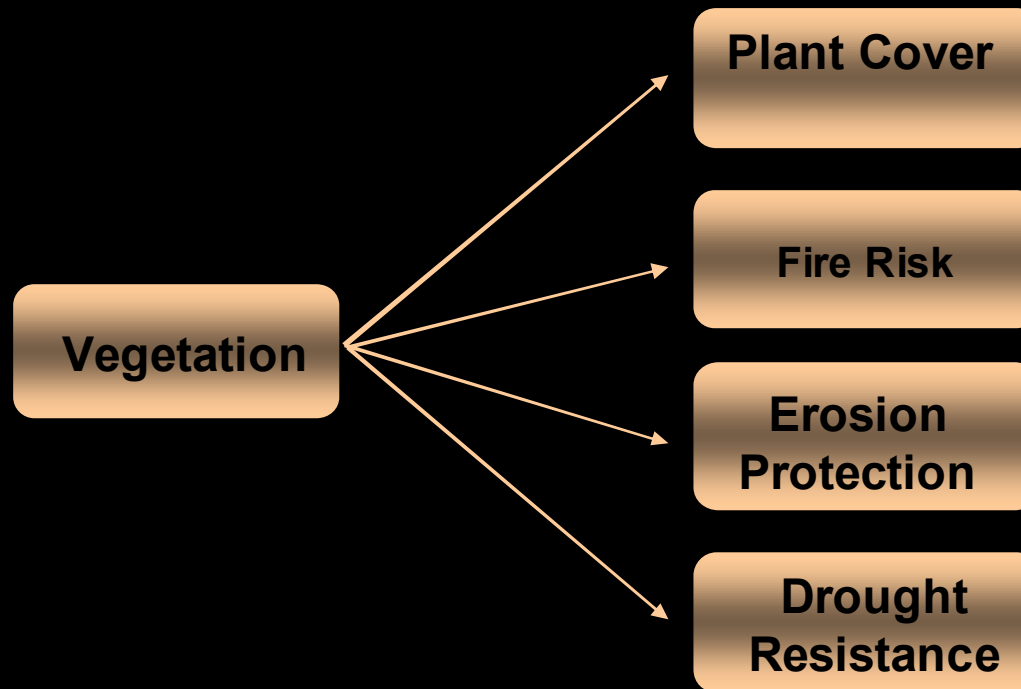 Plant Cover
Fire Risk
Vegetation
Erosion
Protection
Drought
Resistance